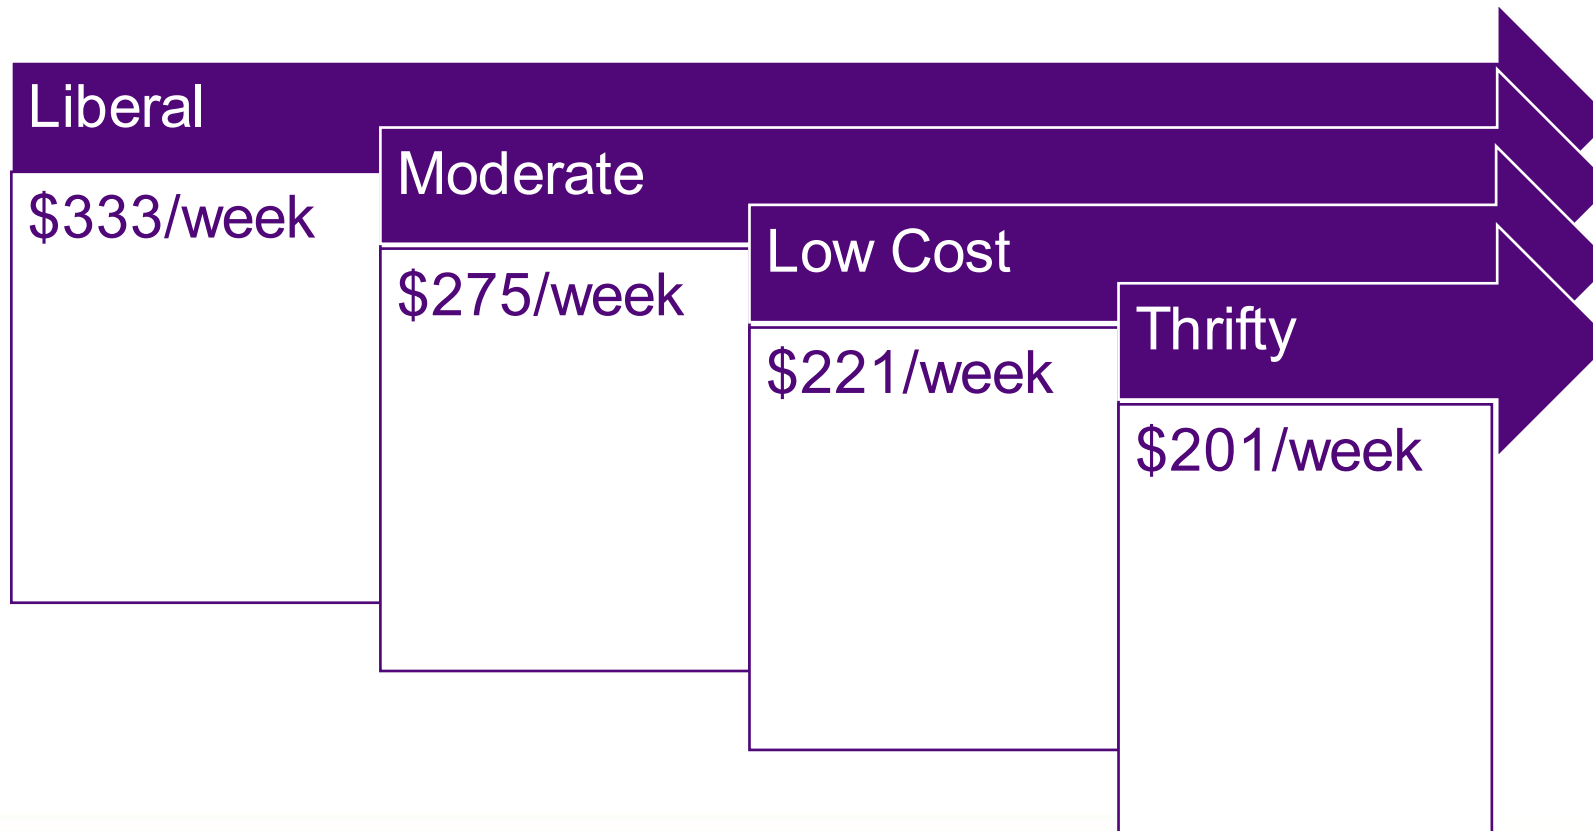 Liberal
$333/week
Moderate
$275/week
Low Cost
$221/week
Thrifty
$201/week